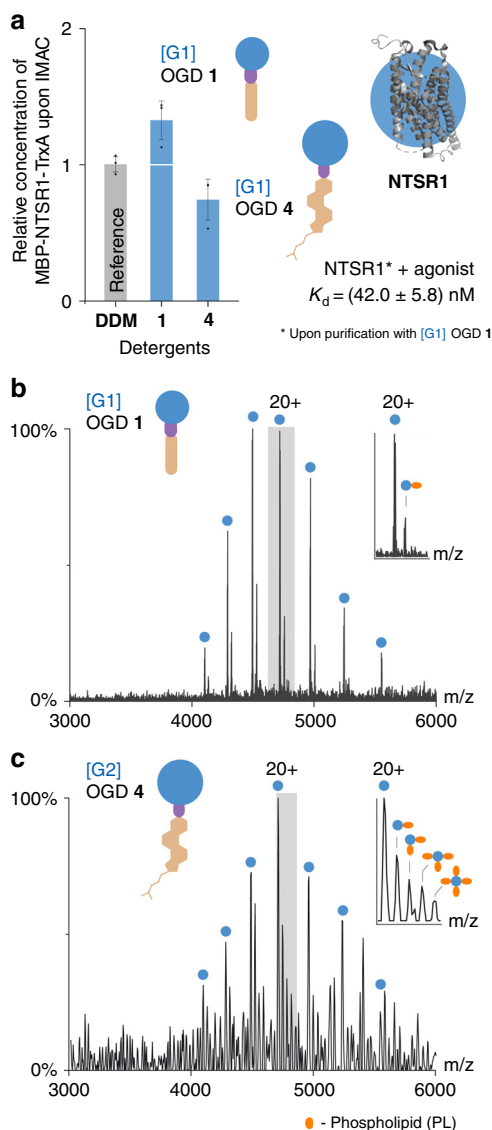 a
Relative concentration of
MBP-NTSR1-TrxA upon IMAC
2
1
0
Reference
DDM
1
4
Detergents
[G1]
OGD 1
[G1]
OGD 4
NTSR1
NTSR1* + agonist
Kd = (42.0 ± 5.8) nM
* Upon purification with [G1] OGD 1
b
[G1]
OGD 1
100%
0%
20+
20+
m/z
m/z
3000
4000
5000
6000
c
[G2]
OGD 4
100%
0%
20+
20+
m/z
m/z
3000
4000
5000
6000
- Phospholipid (PL)